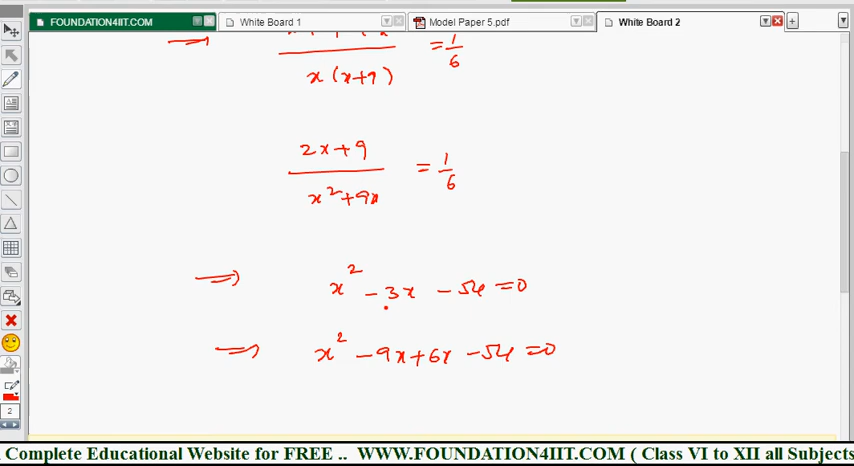 FOUNDATION4IIT.COM White Board 1 Model Paper 5.pdf White Board 2
⇒ = 1/6
x(x+9)
2x+9
= 1/6
x²+9x
⇒ x² - 3x - 54 = 0
⇒ x² - 9x + 6x - 54 = 0
2
Complete Educational Website for FREE .. WWW.FOUNDATION4IIT.COM ( Class VI to XII all Subjects